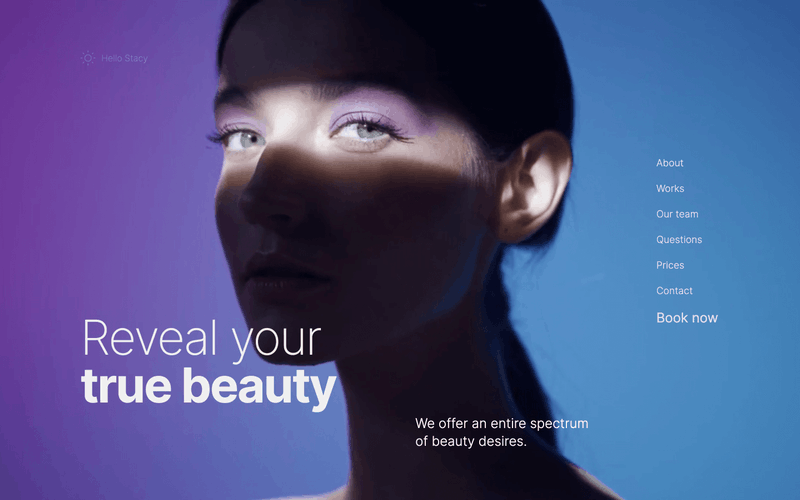 Hello Stacy
About
Works
Our team
Questions
Prices
Contact
Book now
Reveal your
true beauty
We offer an entire spectrum
of beauty desires.